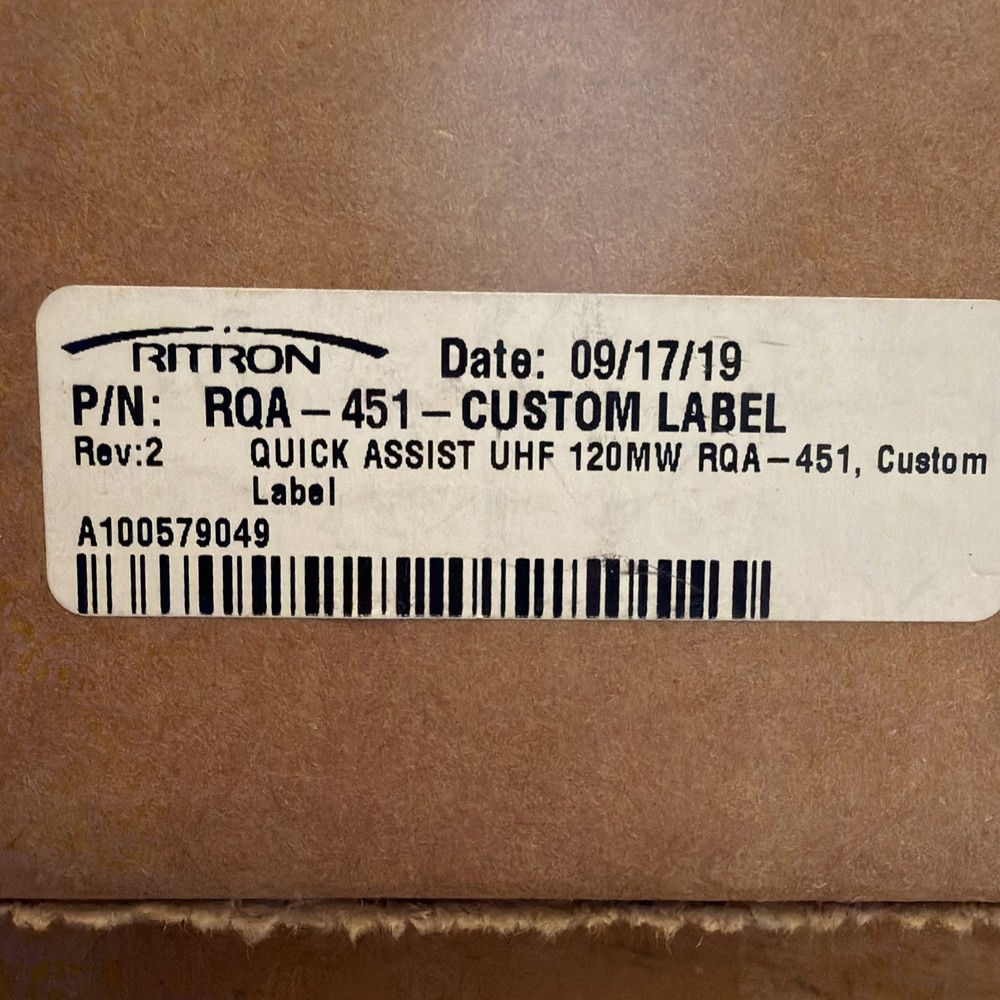 RITRON Date: 09/17/19
P/N: RQA-451-CUSTOM LABEL
Rev:2 QUICK ASSIST UHF 120MW RQA-451, Custom
Label
A100579049